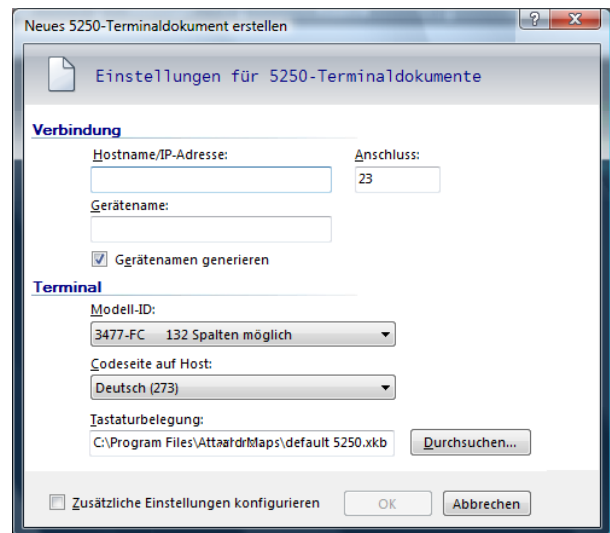 Neues 5250-Terminaldokument erstellen
Einstellungen für 5250-Terminaldokumente
Verbindung
Hostname/IP-Adresse: Anschluss:
23
Gerätename:
Gerätenamen generieren
Terminal
Modell-ID:
3477-FC 132 Spalten möglich
Codeseite auf Host:
Deutsch (273)
Tastaturbelegung:
\default 5250.xkb Durchsuchen...
Zusätzliche Einstellungen konfigurieren OK Abbrechen